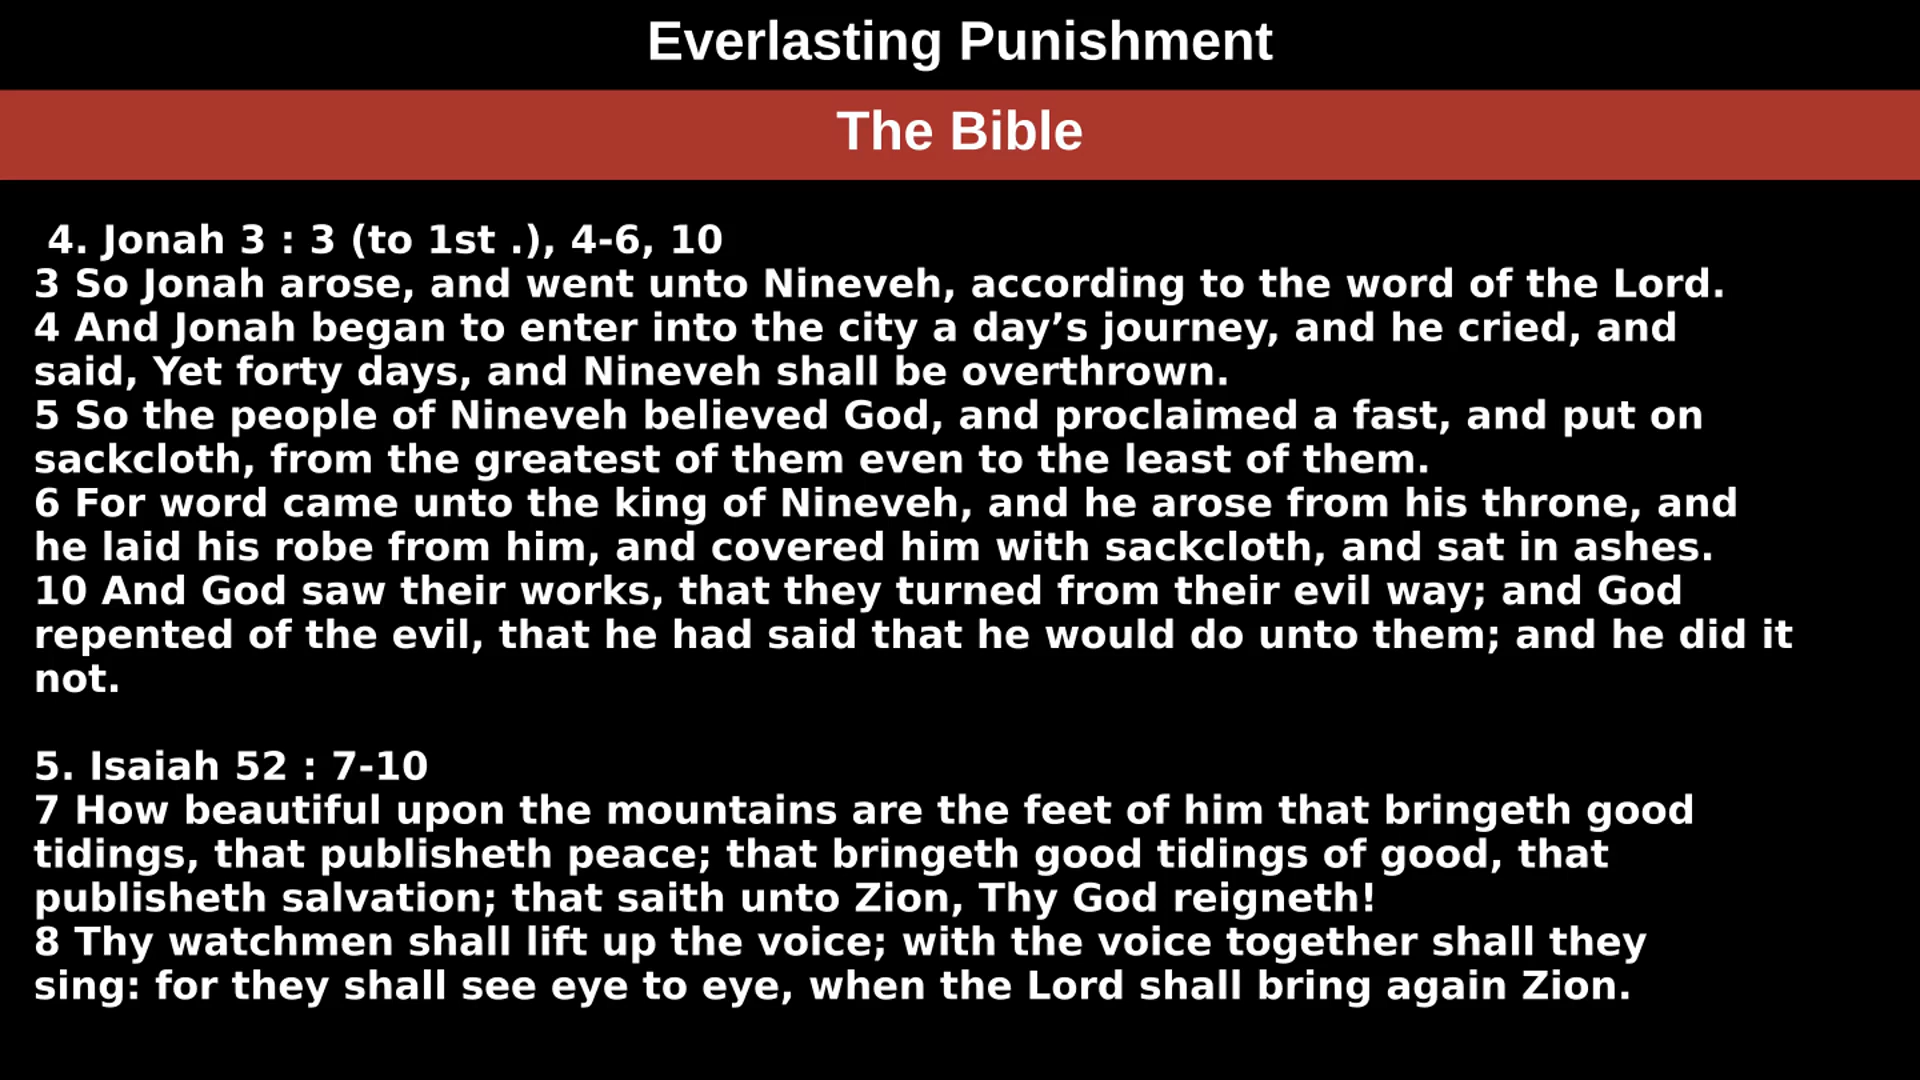 Everlasting Punishment
The Bible
4. Jonah 3 : 3 (to 1st .), 4-6, 10
3 So Jonah arose, and went unto Nineveh, according to the word of the Lord.
4 And Jonah began to enter into the city a day’s journey, and he cried, and
said, Yet forty days, and Nineveh shall be overthrown.
5 So the people of Nineveh believed God, and proclaimed a fast, and put on
sackcloth, from the greatest of them even to the least of them.
6 For word came unto the king of Nineveh, and he arose from his throne, and
he laid his robe from him, and covered him with sackcloth, and sat in ashes.
10 And God saw their works, that they turned from their evil way; and God
repented of the evil, that he had said that he would do unto them; and he did it
not.
5. Isaiah 52 : 7-10
7 How beautiful upon the mountains are the feet of him that bringeth good
tidings, that publisheth peace; that bringeth good tidings of good, that
publisheth salvation; that saith unto Zion, Thy God reigneth!
8 Thy watchmen shall lift up the voice; with the voice together shall they
sing: for they shall see eye to eye, when the Lord shall bring again Zion.